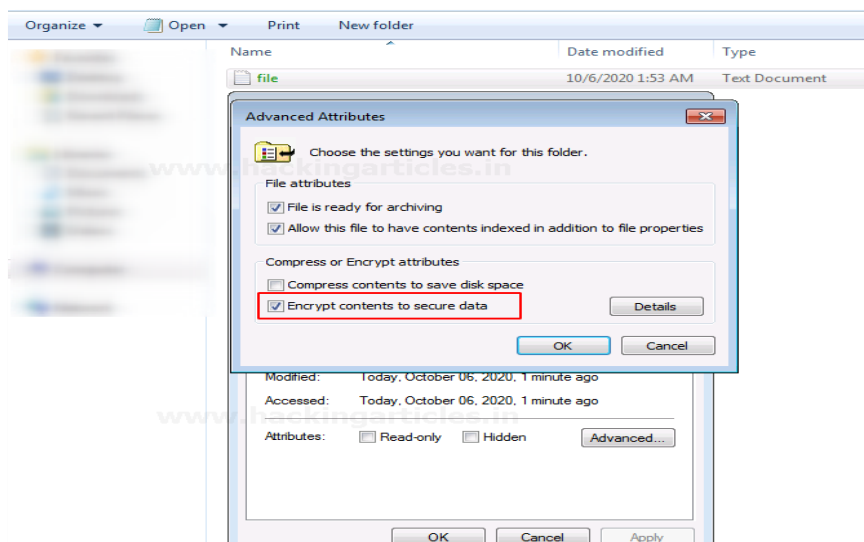 Organize Open Print New folder
Name Date modified Type
file 10/6/2020 1:53 AM Text Document
Advanced Attributes
Choose the settings you want for this folder.
www.hackingarticles.in
File attributes
File is ready for archiving
Allow this file to have contents indexed in addition to file properties
Compress or Encrypt attributes
Compress contents to save disk space
Encrypt contents to secure data Details
OK Cancel
Modified: Today, October 06, 2020, 1 minute ago
Accessed: Today, October 06, 2020, 1 minute ago
www.hackingarticles.in
Attributes: Read-only Hidden Advanced...
OK Cancel Apply